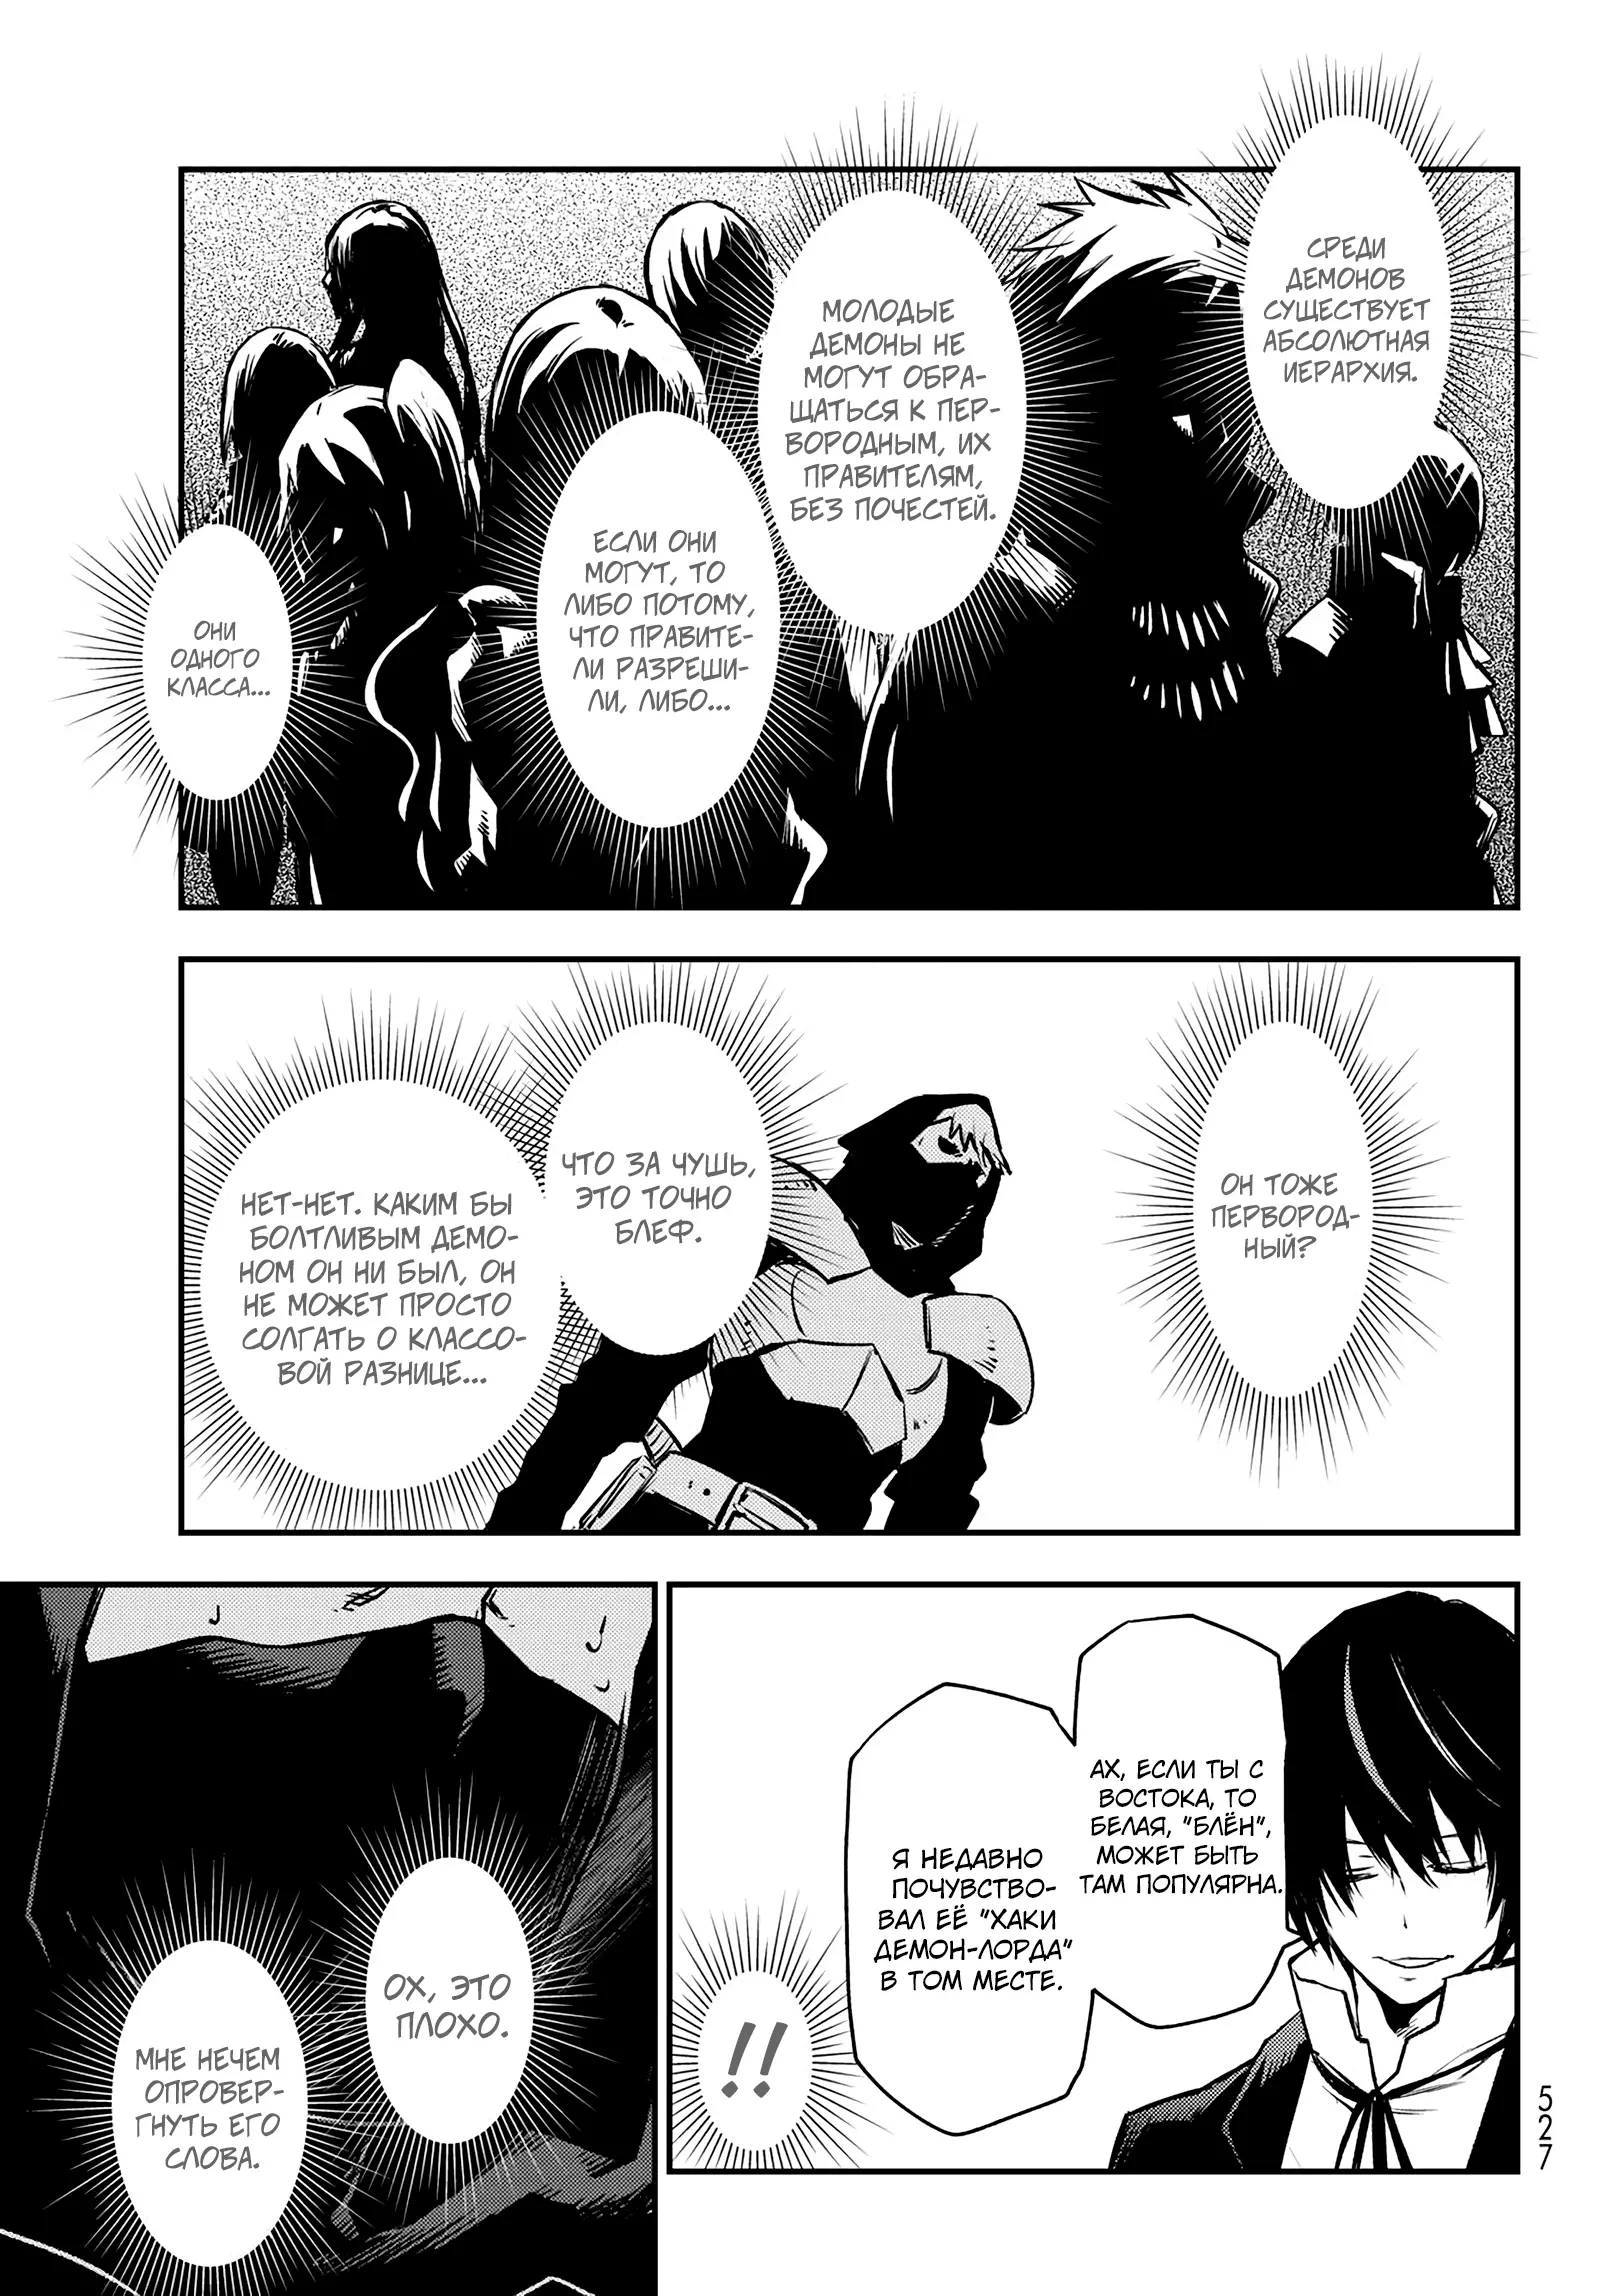 СРЕДИ
ДЕМОНОВ
СУЩЕСТВУЕТ
АБСОЛЮТНАЯ
ИЕРАРХИЯ.
МОЛОДЫЕ
ДЕМОНЫ НЕ
МОГУТ ОБРА-
ЩАТЬСЯ К ПЕР-
ВОРОДНЫМ, ИХ
ПРАВИТЕЛЯМ,
БЕЗ ПОЧЕСТЕЙ.
ЕСЛИ ОНИ
МОГУТ, ТО
ЛИБО ПОТОМУ,
ЧТО ПРАВИТЕ-
ЛИ РАЗРЕШИ-
ЛИ, ЛИБО...
ОНИ
ОДНОГО
КЛАССА...
ОН ТОЖЕ
ПЕРВОРОД-
НЫЙ?
ЧТО ЗА ЧУШЬ,
ЭТО ТОЧНО
БЛЕФ.
НЕТ-НЕТ. КАКИМ БЫ
БОЛТЛИВЫМ ДЕМО-
НОМ ОН НИ БЫЛ, ОН
НЕ МОЖЕТ ПРОСТО
СОЛГАТЬ О КЛАССО-
ВОЙ РАЗНИЦЕ...
АХ, ЕСЛИ ТЫ С
ВОСТОКА, ТО
БЕЛАЯ, "БЛЁН",
МОЖЕТ БЫТЬ
ТАМ ПОПУЛЯРНА.
Я НЕДАВНО
ПОЧУВСТВО-
ВАЛ ЕЁ "ХАКИ
ДЕМОН-ЛОРДА"
В ТОМ МЕСТЕ.
!!
ОХ, ЭТО
ПЛОХО.
МНЕ НЕЧЕМ
ОПРОВЕР-
ГНУТЬ ЕГО
СЛОВА.
527